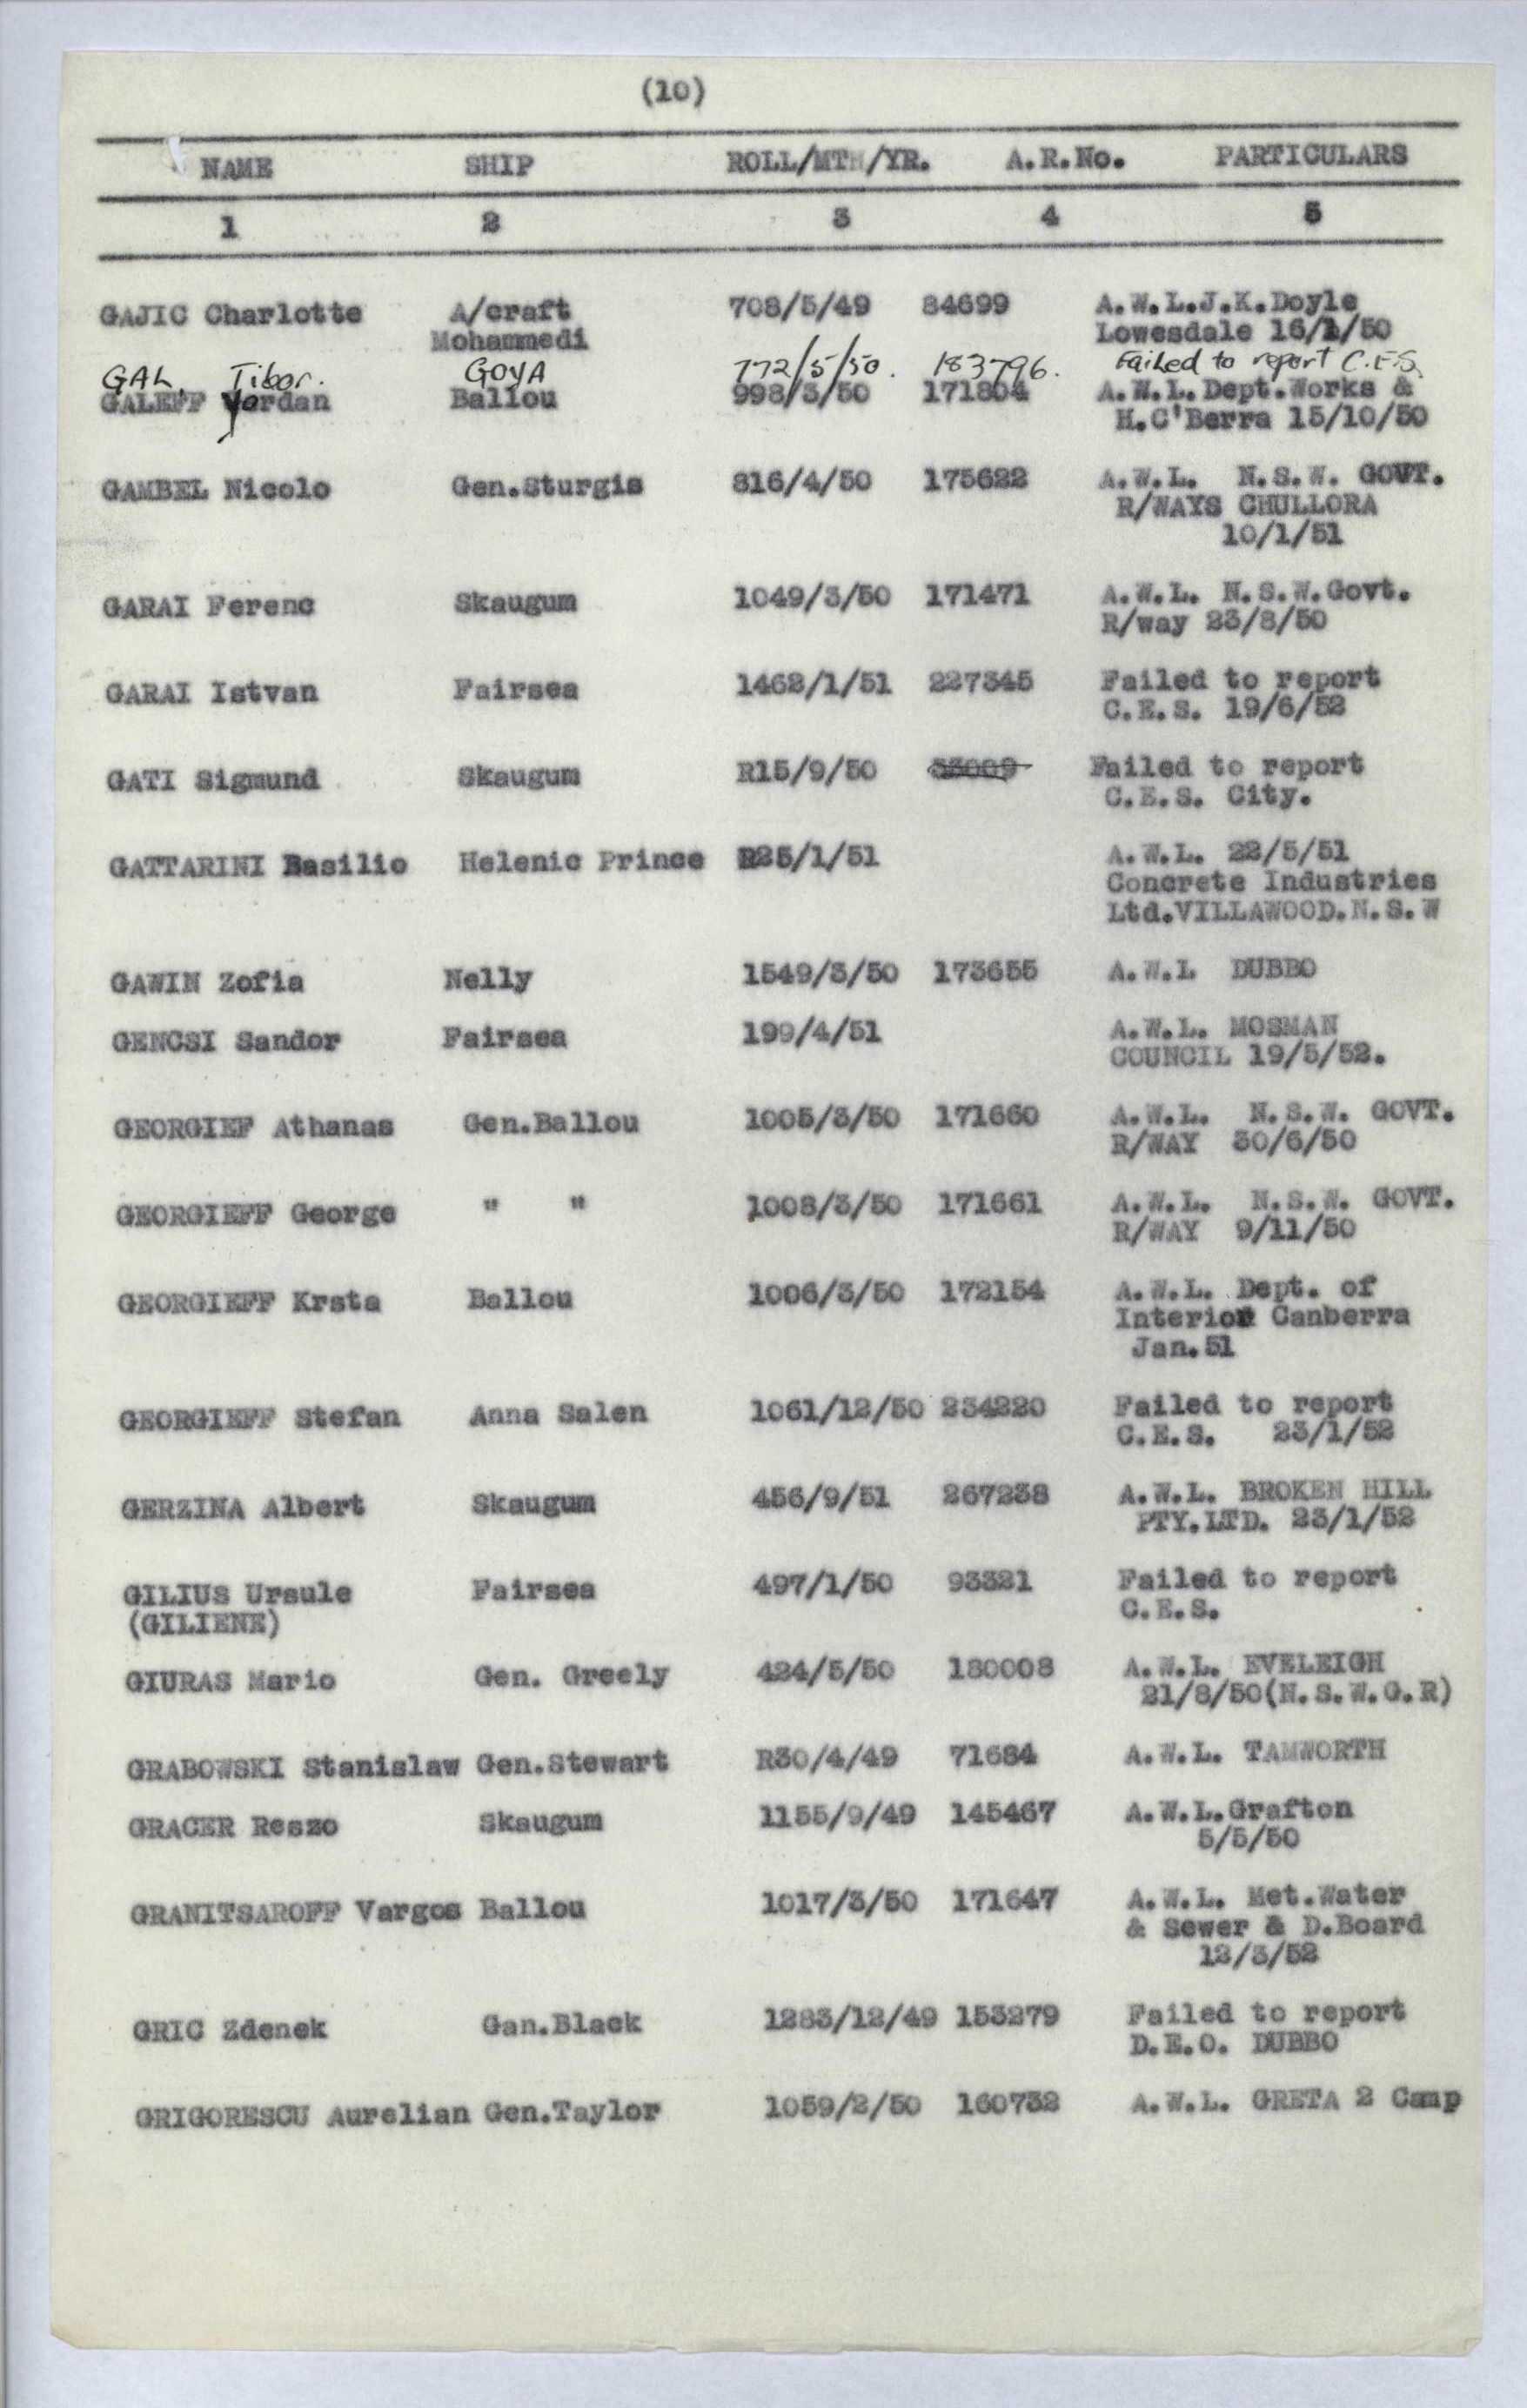 (10)
NAME SHIP ROLL/MTH/YR. A.R.No. PARTICULARS
1 2 3 4 5
GAJIC Charlotte A/craft 708/5/49 84699 A.W.L.J.K.Doyle
Mohammedi Lowesdale 16/1/50
GAL, Tibor. GOYA 772/5/50. 183796. Failed to report C.E.S.
GALEFF Yordan Ballou 998/3/50 171804 A.W.L.Dept.Works &
H.C'Berra 15/10/50
GAMBEL Nicolo Gen.Sturgis 816/4/50 175622 A.W.L. N.S.W. GOVT.
R/WAYS CHULLORA
10/1/51
GARAI Ferenc Skaugum 1049/3/50 171471 A.W.L. N.S.W.Govt.
R/way 23/8/50
GARAI Istvan Fairsea 1462/1/51 227345 Failed to report
C.E.S. 19/6/52
GATI Sigmund Skaugum R15/9/50 Failed to report
C.E.S. City.
GATTARINI Basilio Helenic Prince R25/1/51 A.W.L. 22/5/51
Concrete Industries
Ltd.VILLAWOOD.N.S.W
GAWIN Zofia Nelly 1549/3/50 173655 A.W.L DUBBO
GENCSI Sandor Fairsea 199/4/51 A.W.L. MOSMAN
COUNCIL 19/5/52.
GEORGIEF Athanas Gen.Ballou 1005/3/50 171660 A.W.L. N.S.W. GOVT.
R/WAY 30/6/50
GEORGIEFF George " " 1008/3/50 171661 A.W.L. N.S.W. GOVT.
R/WAY 9/11/50
GEORGIEFF Krsta Ballou 1006/3/50 172154 A.W.L. Dept. of
Interior Canberra
Jan.51
GEORGIEFF Stefan Anna Salen 1061/12/50 234220 Failed to report
C.E.S. 23/1/52
GERZINA Albert Skaugum 456/9/51 267238 A.W.L. BROKEN HILL
PTY.LTD. 23/1/52
GILIUS Ursule Fairsea 497/1/50 93321 Failed to report
(GILIENE) C.E.S.
GIURAS Mario Gen. Greely 424/5/50 180008 A.W.L. EVELEIGH
21/8/50(N.S.W.G.R)
GRABOWSKI Stanislaw Gen.Stewart R30/4/49 71684 A.W.L. TAMWORTH
GRACER Reszo Skaugum 1155/9/49 145467 A.W.L.Grafton
5/5/50
GRANITSAROFF Vargos Ballou 1017/3/50 171647 A.W.L. Met.Water
& Sewer & D.Board
12/3/52
GRIC Zdenek Gan.Black 1283/12/49 153279 Failed to report
D.E.O. DUBBO
GRIGORESCU Aurelian Gen.Taylor 1059/2/50 160732 A.W.L. GRETA 2 Camp